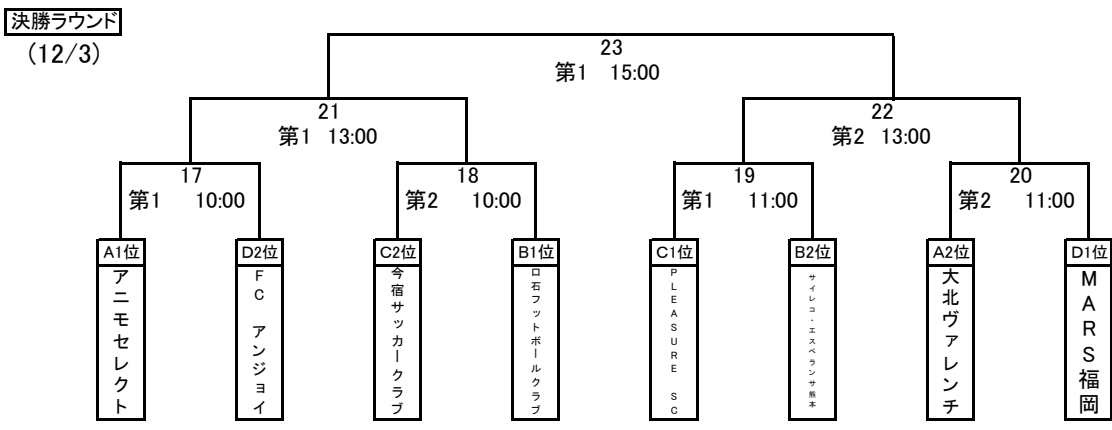 決勝ラウンド
(12/3)
23
第1 15:00
21
第1 13:00
22
第2 13:00
17
第1 10:00
18
第2 10:00
19
第1 11:00
20
第2 11:00
A1位
D2位
C2位
B1位
C1位
B2位
A2位
D1位
アニモセレクト
FC アンジョイ
今宿サッカークラブ
ロ石フットボールクラブ
PLEASURE SC
サイレコ・エスペランサ熊本
大北ヴァレンチ
MARS福岡